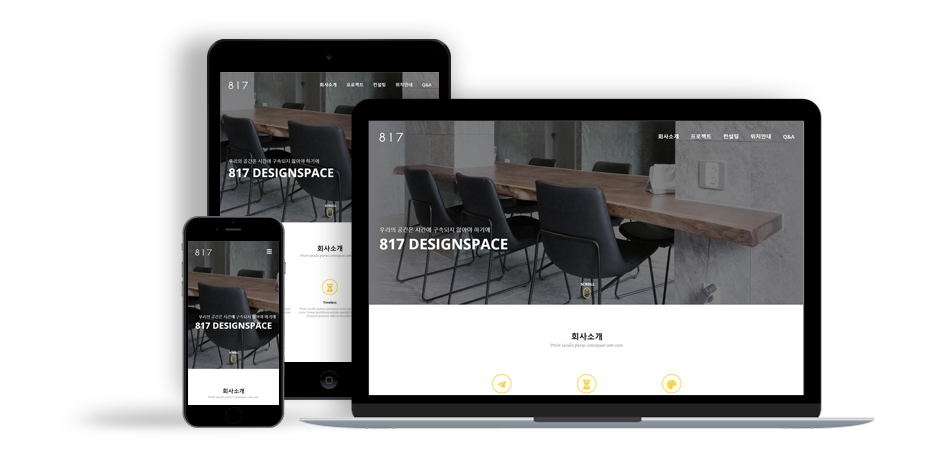 817
회사소개 프로젝트 컨설팅 위치안내 Q&A
우리의 공간은 시간에 구속되지 않아야 하기에
817 DESIGNSPACE
SCROLL
회사소개
Timeless
817
회사소개 프로젝트 컨설팅 위치안내 Q&A
우리의 공간은 시간에 구속되지 않아야 하기에
817 DESIGNSPACE
SCROLL
회사소개
Proin iaculis purus consequat sem cure.
817
우리의 공간은 시간에 구속되지 않아야 하기에
817 DESIGNSPACE
회사소개
Proin iaculis purus consequat sem cure.